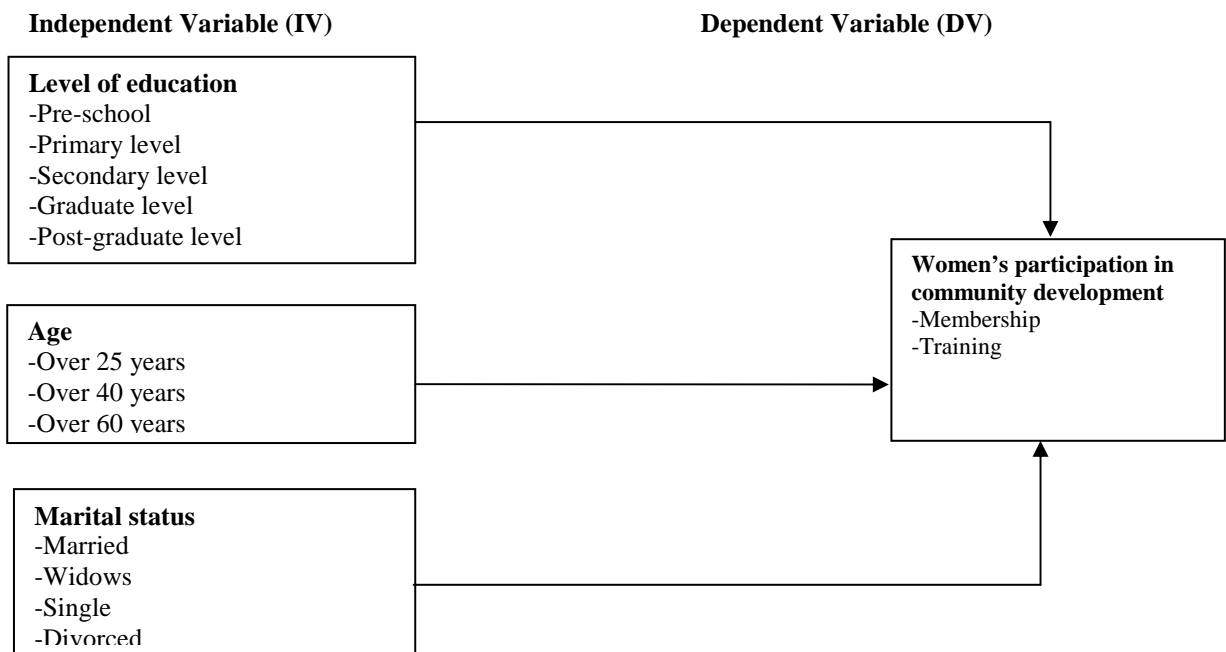 Independent Variable (IV)
Dependent Variable (DV)
Level of education
-Pre-school
-Primary level
-Secondary level
-Graduate level
-Post-graduate level
Age
-Over 25 years
-Over 40 years
-Over 60 years
Marital status
-Married
-Widows
-Single
-Divorced
Women’s participation in
community development
-Membership
-Training